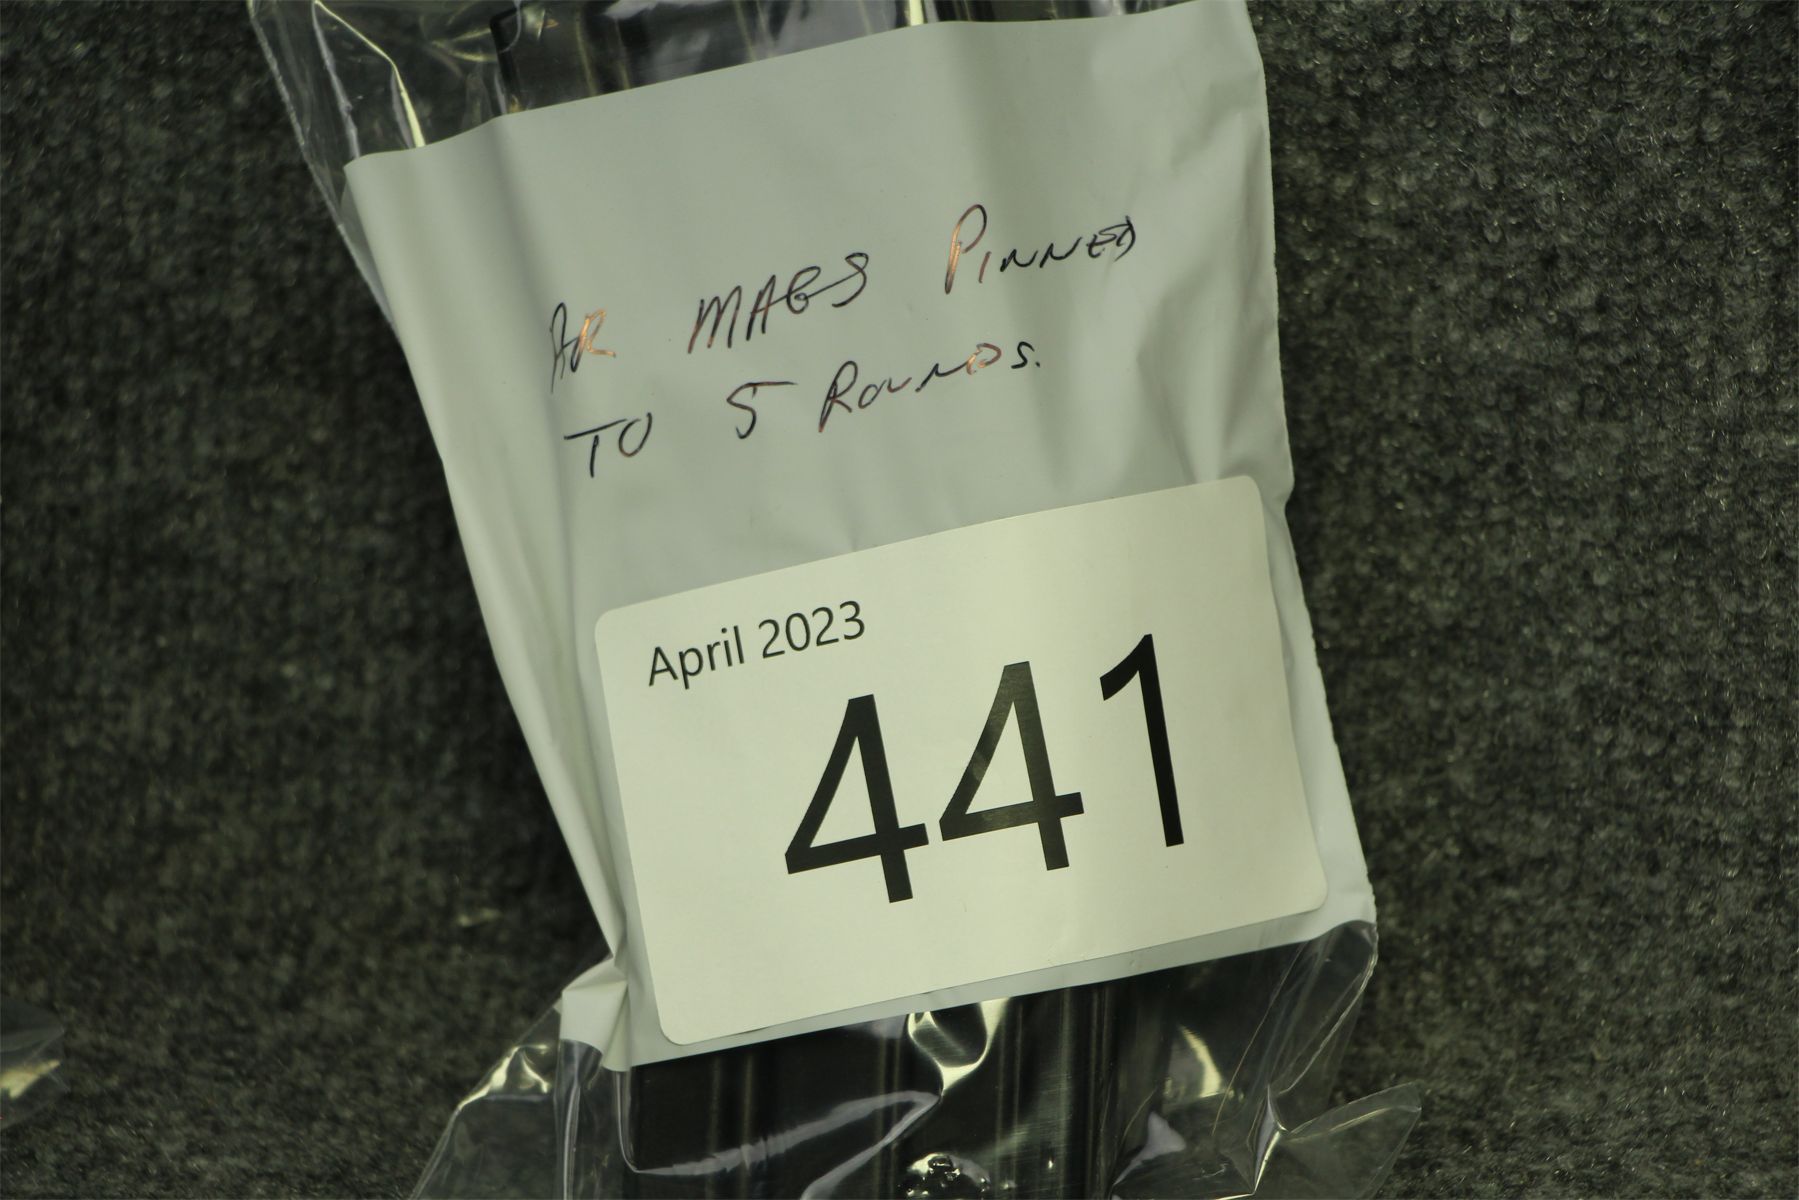 AR MAGS PINNED
TO 5 ROUNDS.
April 2023
441